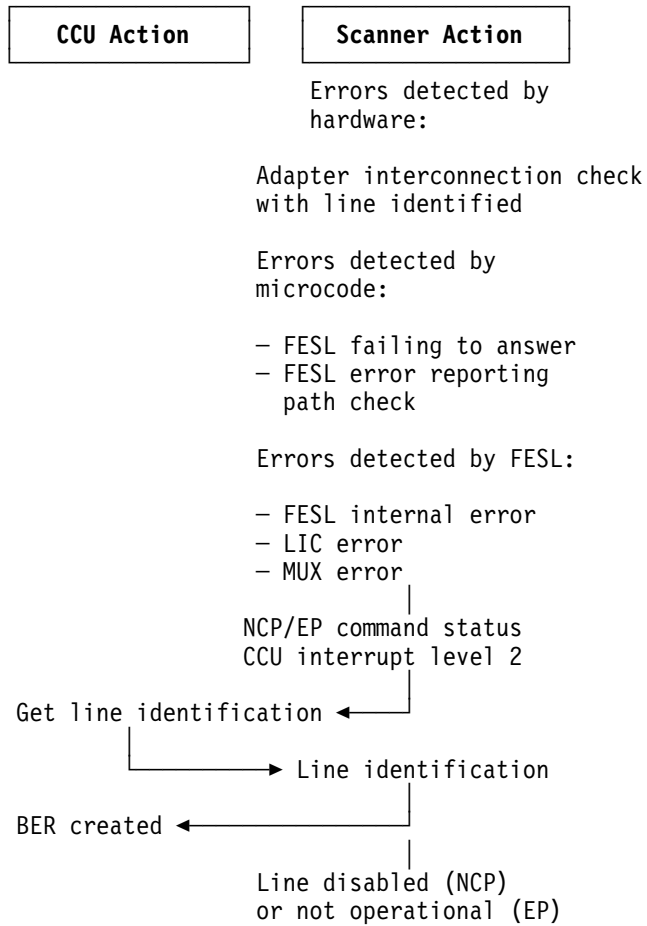 CCU Action
Scanner Action
Errors detected by
hardware:
Adapter interconnection check
with line identified
Errors detected by
microcode:
— FESL failing to answer
— FESL error reporting
path check
Errors detected by FESL:
— FESL internal error
— LIC error
— MUX error
NCP/EP command status
CCU interrupt level 2
Get line identification
Line identification
BER created
Line disabled (NCP)
or not operational (EP)